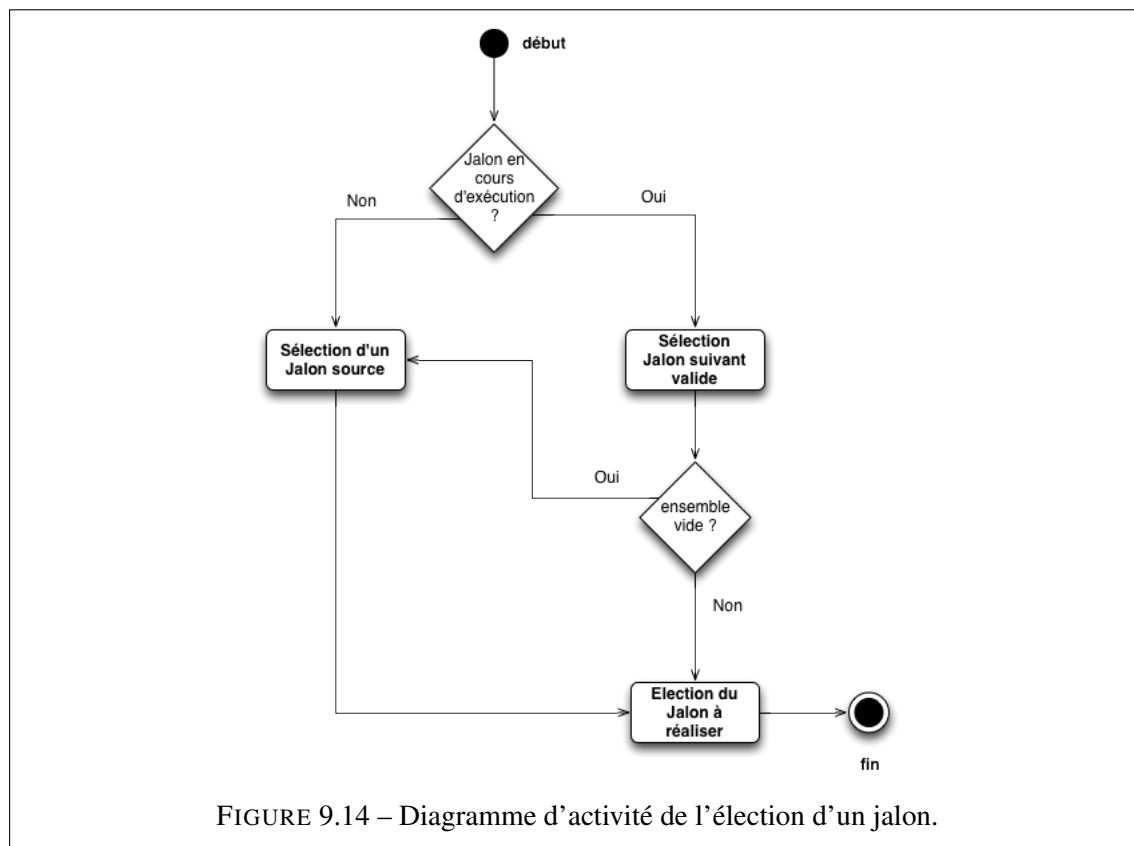 début
Jalon en
cours
d'exécution
?
Non
Oui
Sélection d'un
Jalon source
Sélection
Jalon suivant
valide
Oui
ensemble
vide ?
Non
Election du
Jalon à
réaliser
fin
FIGURE 9.14 – Diagramme d'activité de l'élection d'un jalon.